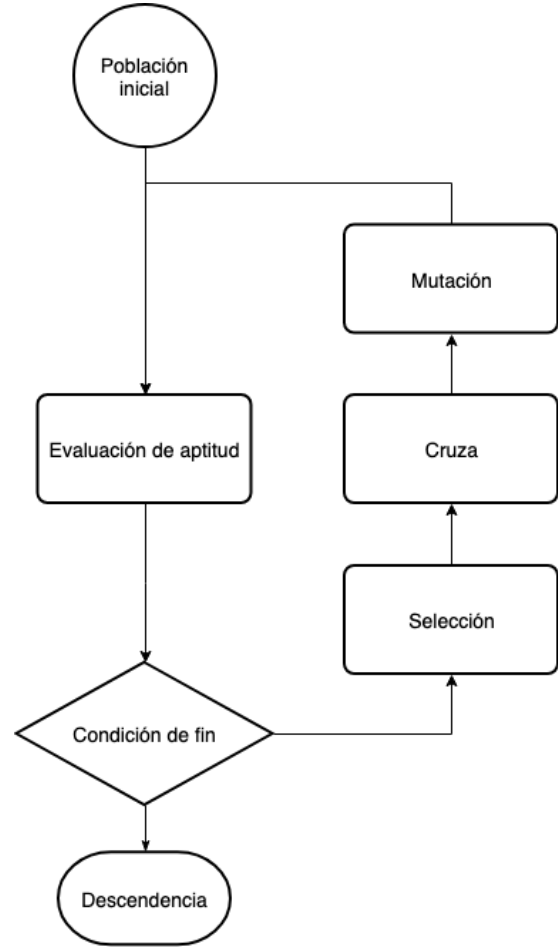 Población
inicial
Mutación
Evaluación de aptitud
Cruza
Selección
Condición de fin
Descendencia